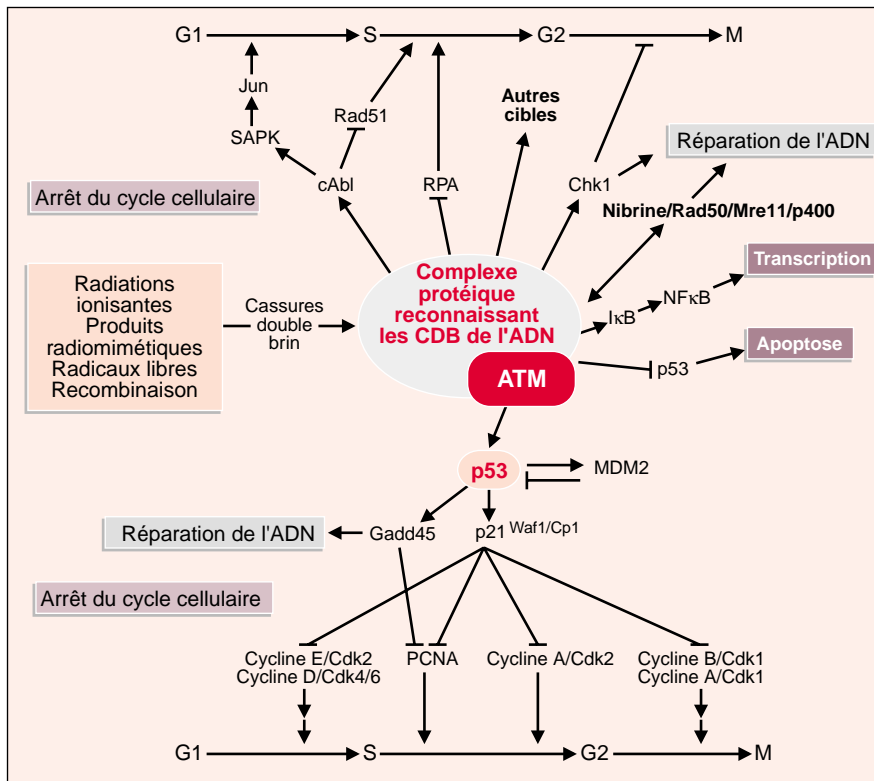 G1 S G2 M
Jun
Rad51
Autres
cibles
SAPK
Réparation de l'ADN
cAbl RPA Chk1
Arrêt du cycle cellulaire
Nibrine/Rad50/Mre11/p400
Radiations
ionisantes
Produits
radiomimétiques
Radicaux libres
Recombinaison
Cassures
double
brin
Complexe
protéique
reconnaissant
les CDB de l'ADN
ATM
IκB
NFκB
Transcription
p53
Apoptose
p53
MDM2
Réparation de l'ADN
Gadd45
p21 Waf1/Cp1
Arrêt du cycle cellulaire
Cycline E/Cdk2
Cycline D/Cdk4/6
PCNA
Cycline A/Cdk2
Cycline B/Cdk1
Cycline A/Cdk1
G1 S G2 M